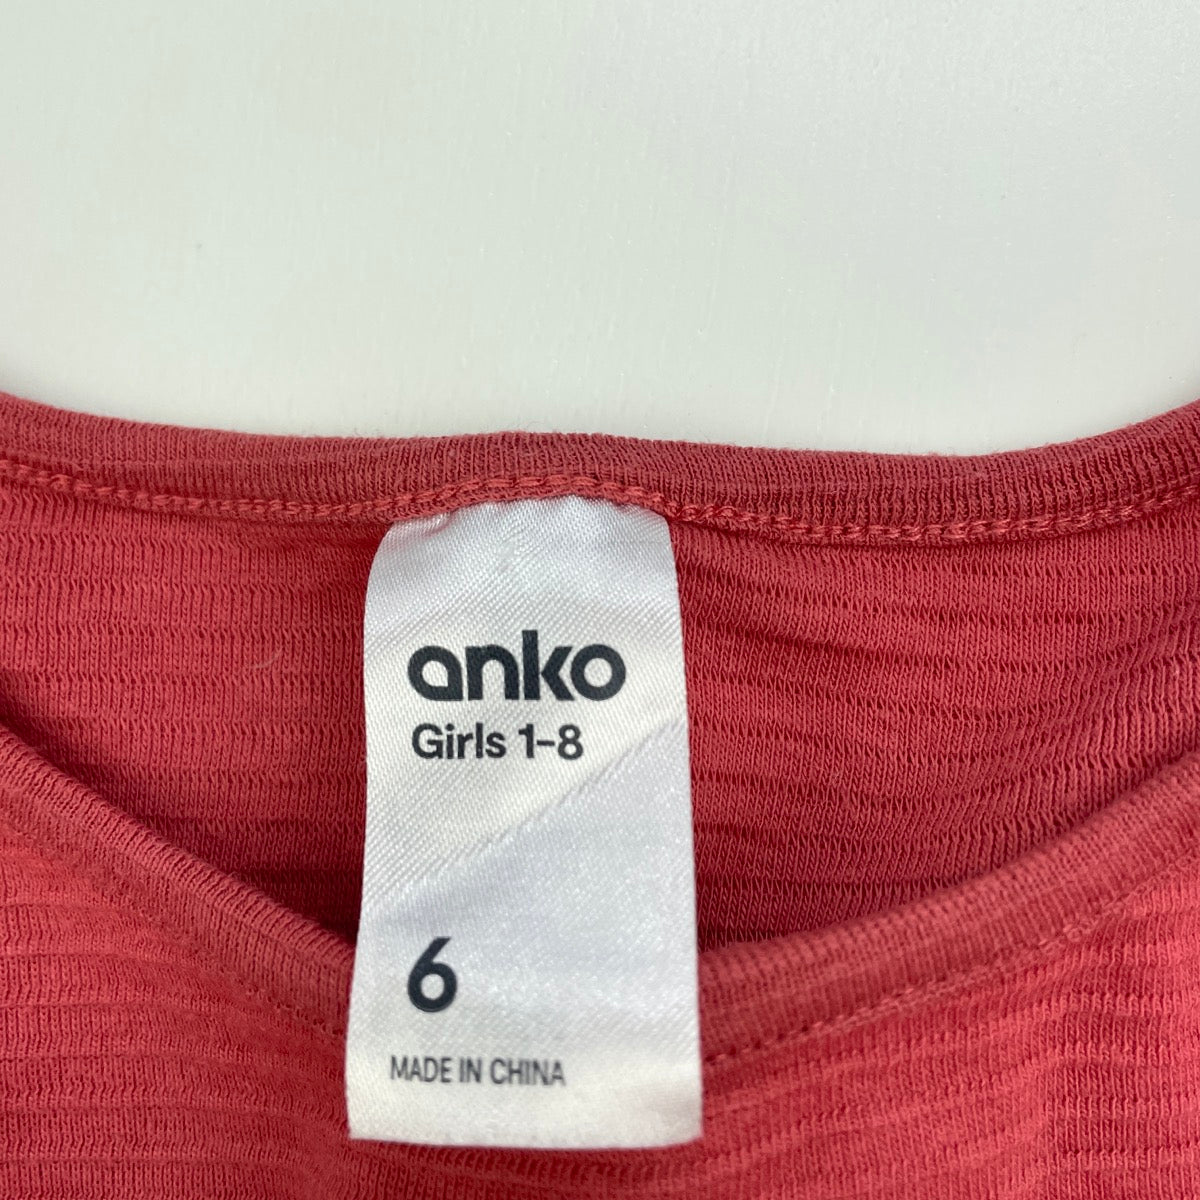 anko
Girls 1-8
6
MADE IN CHINA